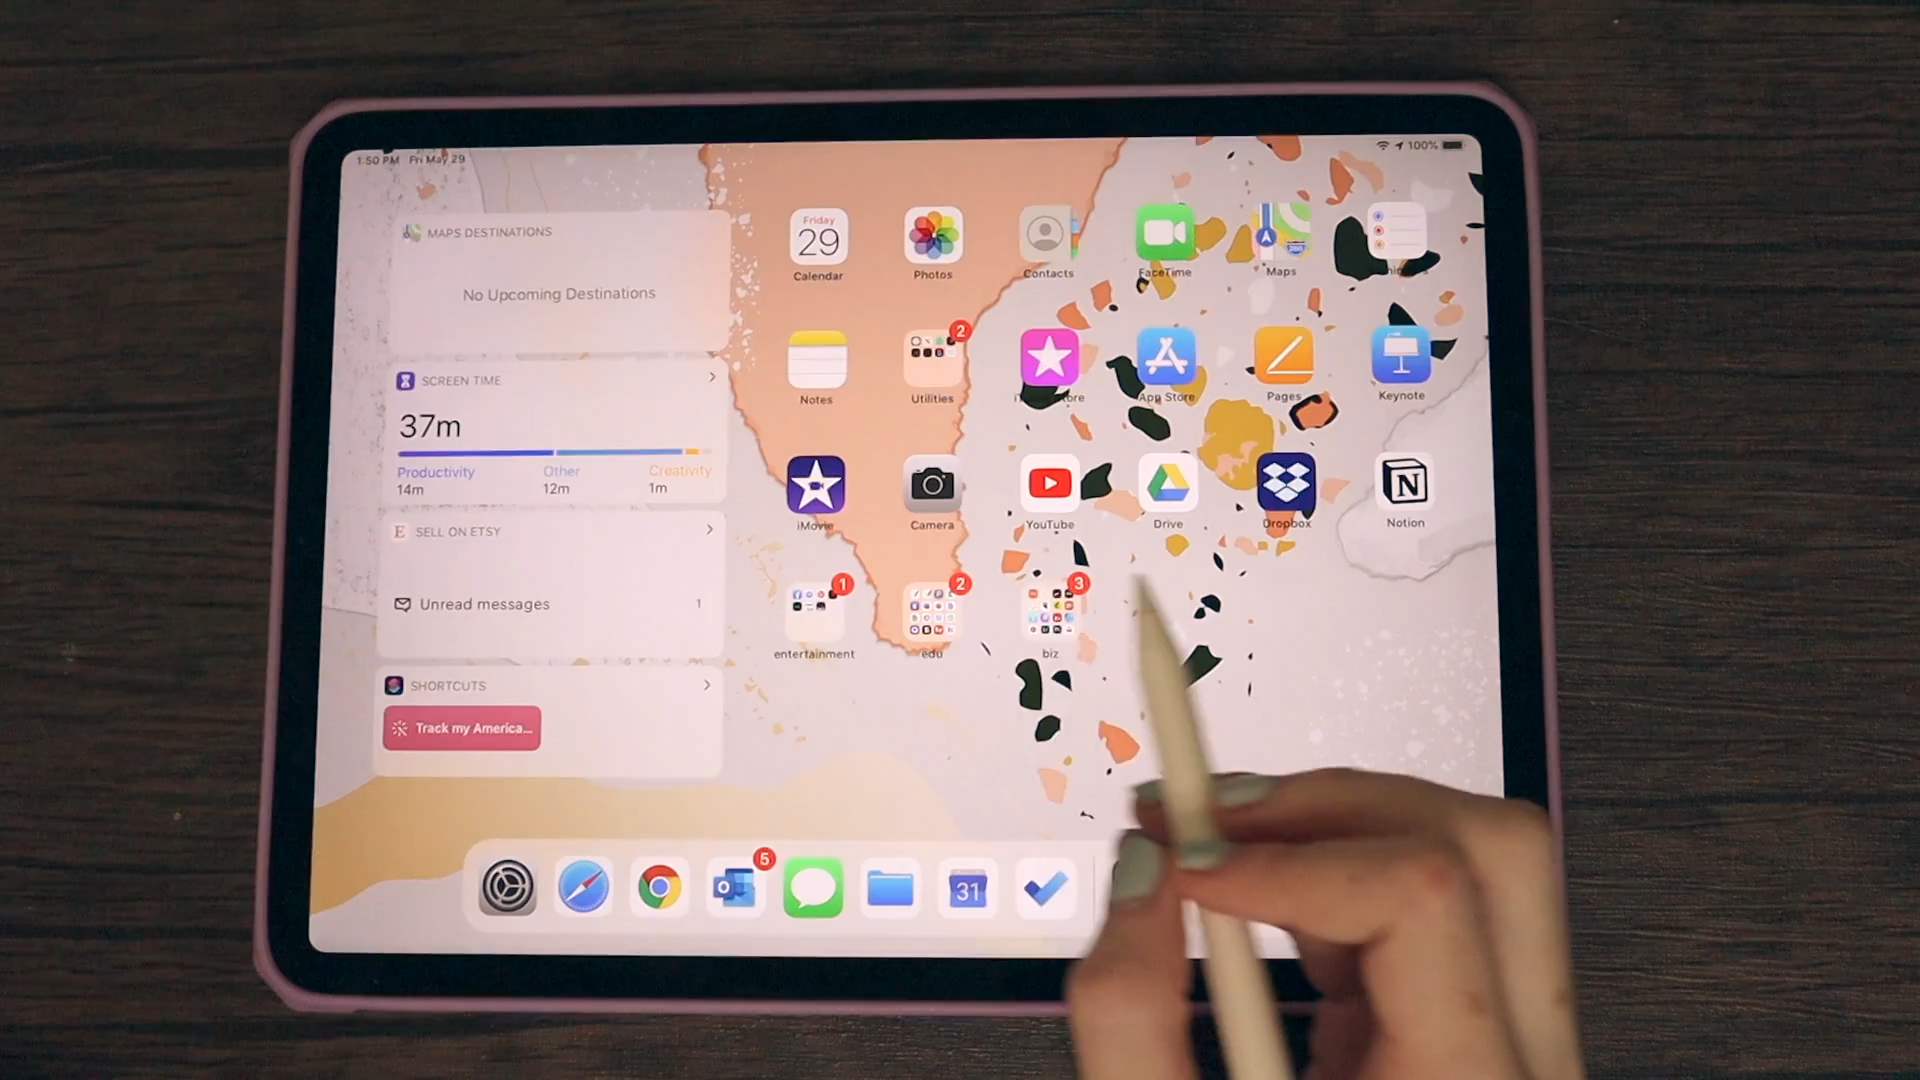 1:50 PM Fri May 29
100%
MAPS DESTINATIONS
No Upcoming Destinations
SCREEN TIME
37m
Productivity
14m
Other
12m
Creativity
1m
E SELL ON ETSY
Unread messages 1
SHORTCUTS
Track my America...
Friday
29
Calendar
Photos
Contacts
FaceTime
Maps
Notes
2
Utilities
App Store
Pages
Keynote
iMovie
Camera
YouTube
Drive
Dropbox
N
Notion
1
entertainment
2
edu
3
biz
5
31